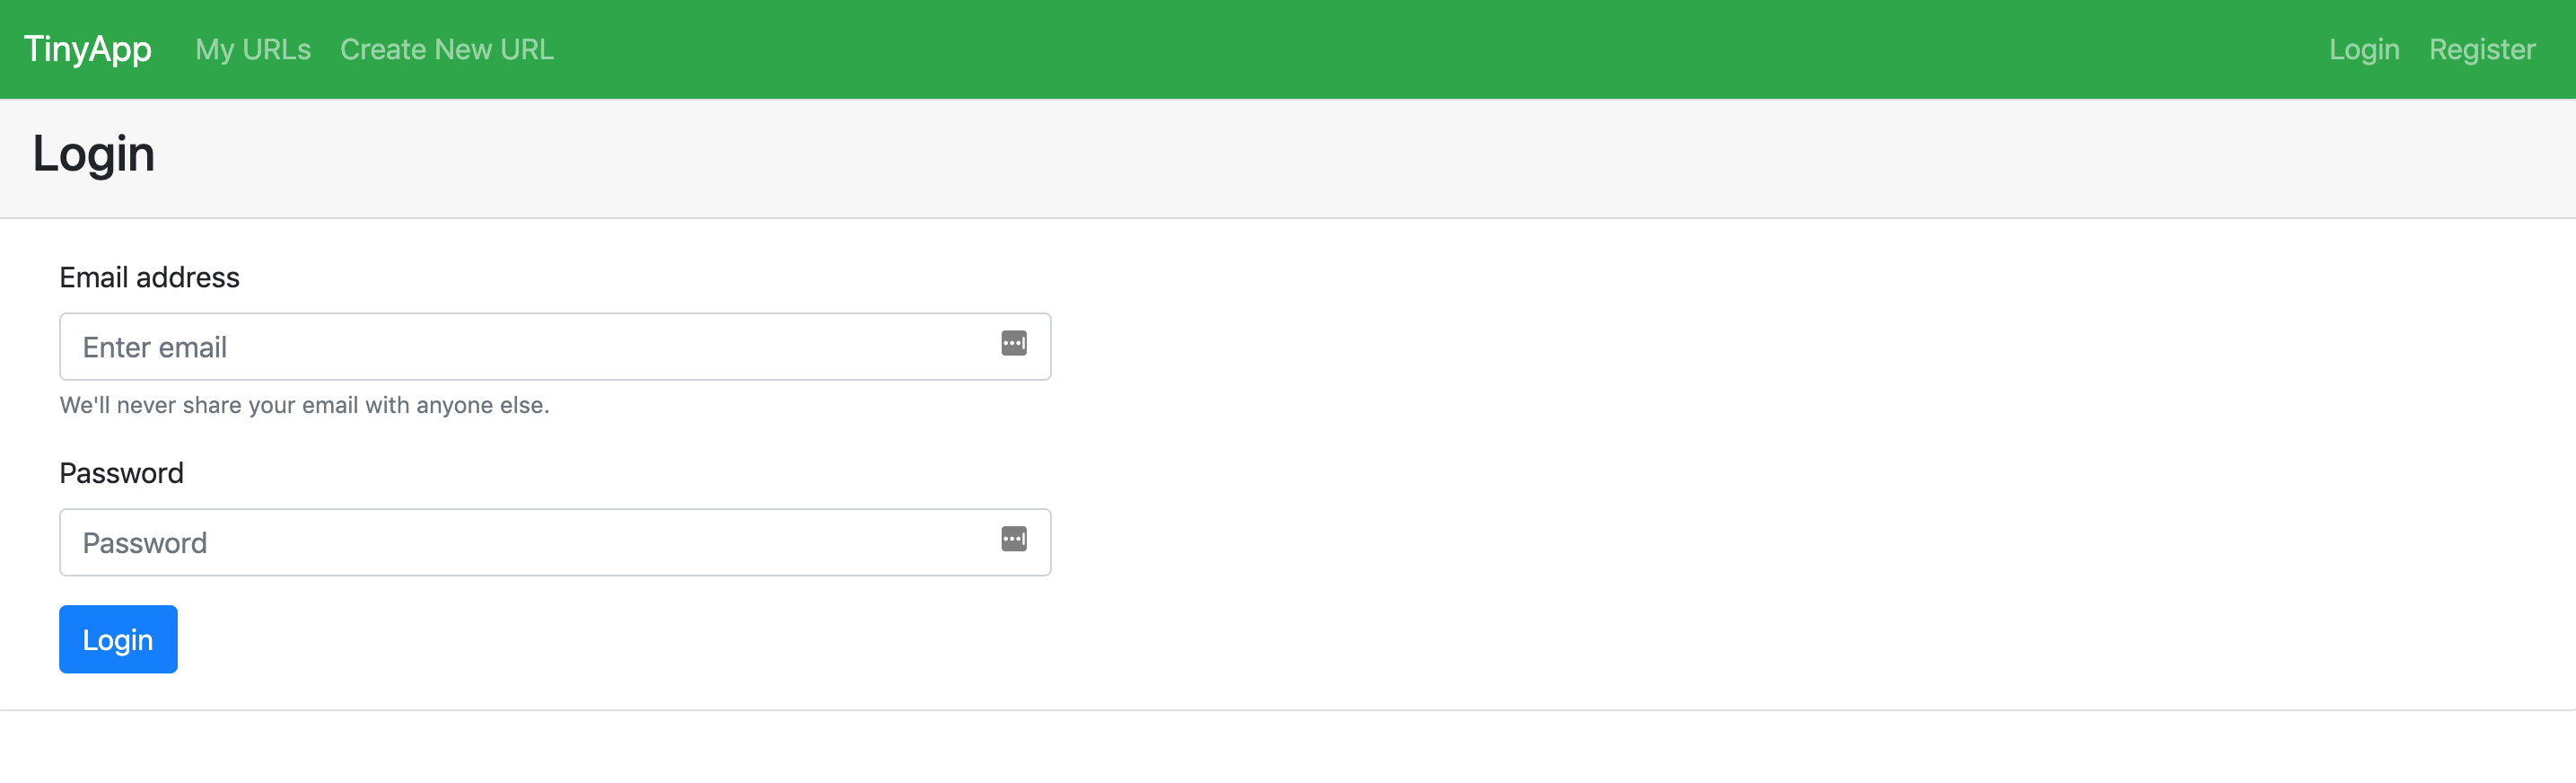 TinyApp My URLs Create New URL Login Register
Login
Email address
Enter email
We'll never share your email with anyone else.
Password
Password
Login